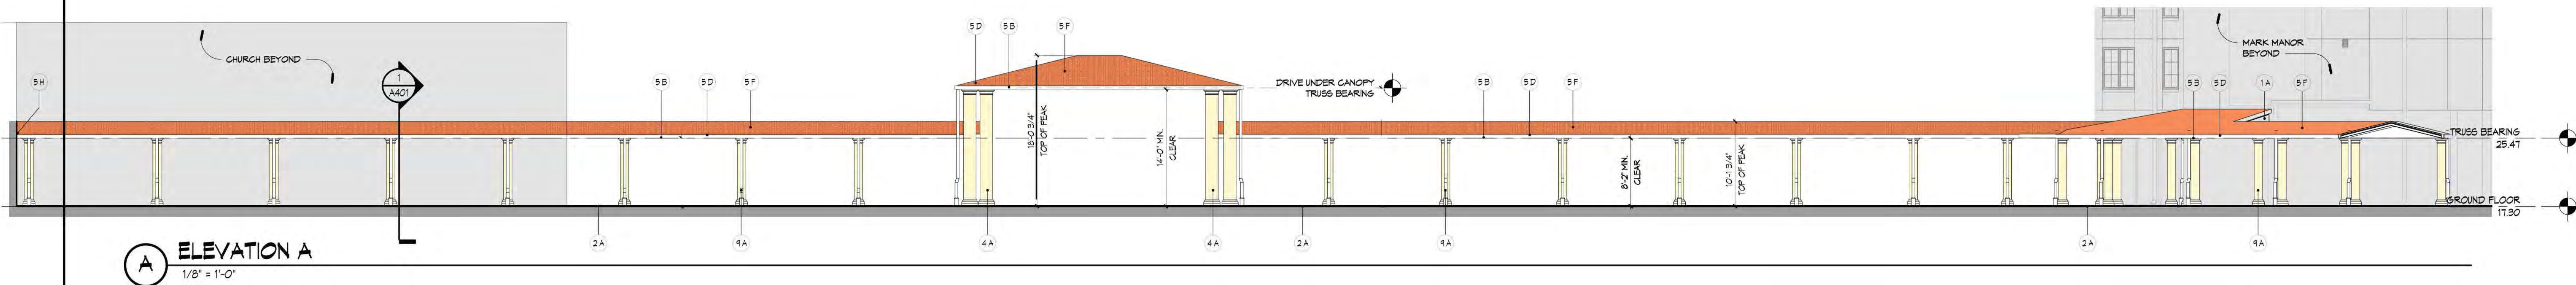 5D
5B
5F
CHURCH BEYOND
MARK MANOR
BEYOND
5H
1
A401
5B
5D
5F
DRIVE UNDER CANOPY
TRUSS BEARING
5B
5D
5F
5B
5D
1A
5F
18'-0 3/4"
TOP OF PEAK
14'-0" MIN.
CLEAR
8'-2" MIN.
CLEAR
10'-1 3/4"
TOP OF PEAK
TRUSS BEARING
25.47
GROUND FLOOR
17.30
2A
9A
4A
4A
2A
9A
2A
9A
A
ELEVATION A
1/8" = 1'-0"